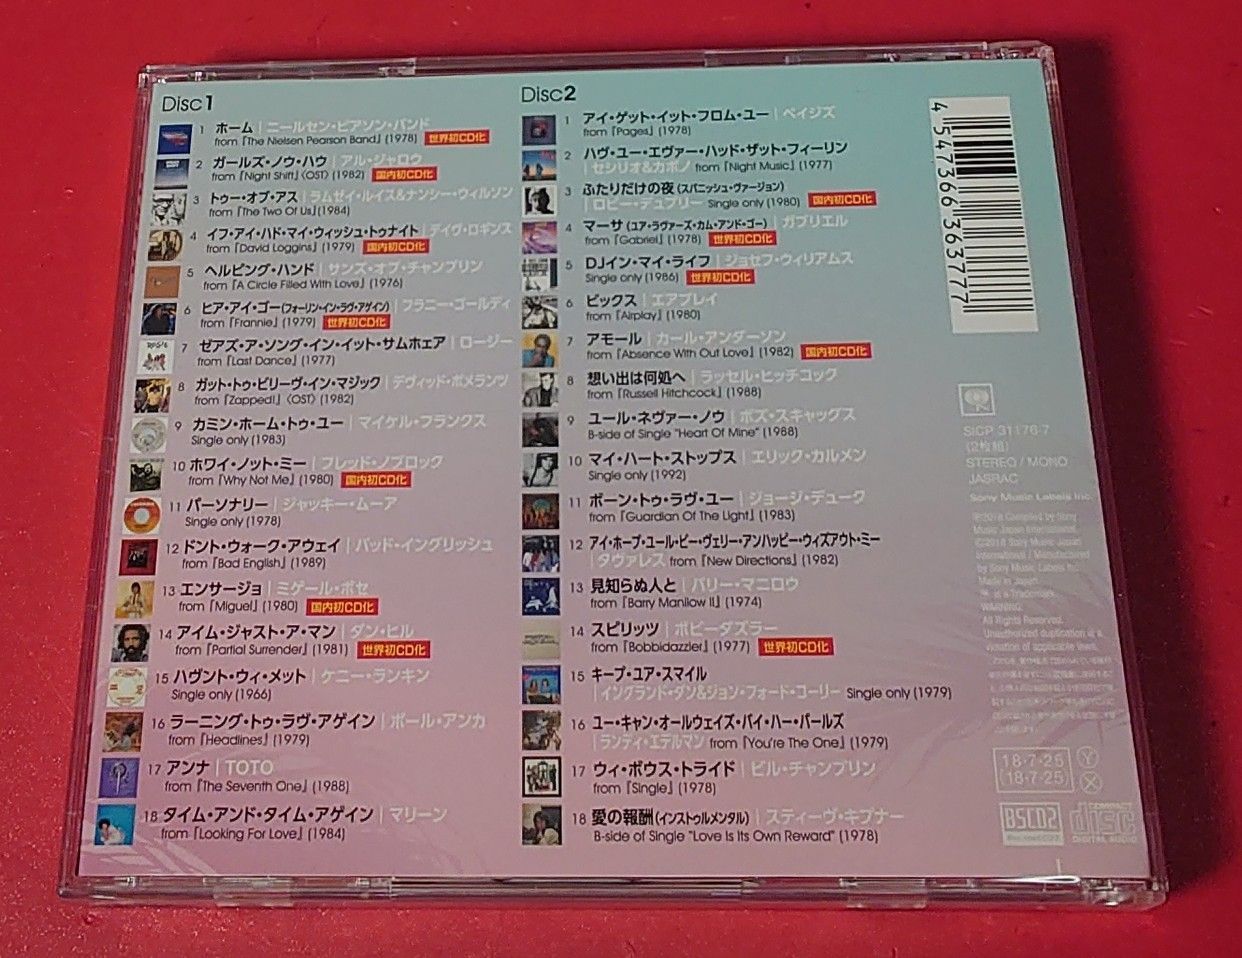 Disc1
1 ホーム | ニールセン・ピアソン・バンド
from『The Nielsen Pearson Band』(1978) 世界初CD化
2 ガールズ・ノウ・ハウ | アル・ジャロウ
from『Night Shift』〈OST〉(1982) 国内初CD化
3 トゥー・オブ・アス | ラムゼイ・ルイス&ナンシー・ウィルソン
from『The Two Of Us』(1984)
4 イフ・アイ・ハド・マイ・ウィッシュ・トゥナイト | デイヴ・ロギンス
from『David Loggins』(1979) 国内初CD化
5 ヘルピング・ハンド | サンズ・オブ・チャンプリン
from『A Circle Filled With Love』(1976)
6 ヒア・アイ・ゴー(フォーリン・イン・ラヴ・アゲイン) | フラニー・ゴールディ
from『Frannie』(1979) 世界初CD化
7 ゼアズ・ア・ソング・イン・イット・サムホェア | ロージー
from『Last Dance』(1977)
8 ガット・トゥ・ビリーヴ・イン・マジック | デヴィッド・ポメランツ
from『Zapped!』〈OST〉(1982)
9 カミン・ホーム・トゥ・ユー | マイケル・フランクス
Single only (1983)
10 ホワイ・ノット・ミー | フレッド・ノブロック
from『Why Not Me』(1980) 国内初CD化
11 パーソナリー | ジャッキー・ムーア
Single only (1978)
12 ドント・ウォーク・アウェイ | バッド・イングリッシュ
from『Bad English』(1989)
13 エンサージョ | ミゲール・ボセ
from『Miguel』(1980) 国内初CD化
14 アイム・ジャスト・ア・マン | ダン・ヒル
from『Partial Surrender』(1981) 世界初CD化
15 ハヴント・ウィ・メット | ケニー・ランキン
Single only (1966)
16 ラーニング・トゥ・ラヴ・アゲイン | ポール・アンカ
from『Headlines』(1979)
17 アンナ | TOTO
from『The Seventh One』(1988)
18 タイム・アンド・タイム・アゲイン | マリーン
from『Looking For Love』(1984)
Disc2
1 アイ・ゲット・イット・フロム・ユー | ペイジズ
from『Pages』(1978)
2 ハヴ・ユー・エヴァー・ハッド・ザット・フィーリン
| セシリオ&カポノ from『Night Music』(1977)
3 ふたりだけの夜(スパニッシュ・ヴァージョン)
| ロビー・デュプリー Single only (1980) 国内初CD化
4 マーサ(ユア・ラヴァーズ・カム・アンド・ゴー) | ガブリエル
from『Gabriel』(1978) 世界初CD化
5 DJイン・マイ・ライフ | ジョセフ・ウィリアムス
Single only (1986) 世界初CD化
6 ビックス | エアプレイ
from『Airplay』(1980)
7 アモール | カール・アンダーソン
from『Absence With Out Love』(1982) 国内初CD化
8 想い出は何処へ | ラッセル・ヒッチコック
from『Russell Hitchcock』(1988)
9 ユール・ネヴァー・ノウ | ボズ・スキャッグス
B-side of Single "Heart Of Mine" (1988)
10 マイ・ハート・ストップス | エリック・カルメン
Single only (1992)
11 ボーン・トゥ・ラヴ・ユー | ジョージ・デューク
from『Guardian Of The Light』(1983)
12 アイ・ホープ・ユール・ビー・ヴェリー・アンハッピー・ウィズアウト・ミー
| タヴァレス from『New Directions』(1982)
13 見知らぬ人と | バリー・マニロウ
from『Barry Manilow II』(1974)
14 スピリッツ | ボビーダズラー
from『Bobbidazzler』(1977) 世界初CD化
15 キープ・ユア・スマイル
| イングランド・ダン&ジョン・フォード・コーリー Single only (1979)
16 ユー・キャン・オールウェイズ・バイ・ハー・パールズ
| ランディ・エデルマン from『You're The One』(1979)
17 ウィ・ボウス・トライド | ビル・チャンプリン
from『Single』(1978)
18 愛の報酬(インストゥルメンタル) | スティーヴ・キプナー
B-side of Single "Love Is Its Own Reward" (1978)
4 547366 363777
SICP 31176-7
(2枚組)
STEREO / MONO
JASRAC
Sony Music Labels Inc.
Ⓟ2018 Compiled by Sony
Music Japan International
Ⓒ2018 Sony Music Japan
International / Manufactured
by Sony Music Labels Inc.
Made in Japan
is a Trademark.
WARNING:
All Rights Reserved.
Unauthorized duplication is a
violation of applicable laws.
18・7・25 Ⓨ
(18・7・25) Ⓧ
BSCD2
COMPACT
disc
DIGITAL AUDIO